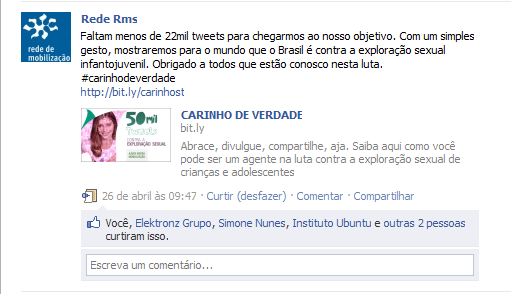 Rede Rms
rede de
mobilização
Faltam menos de 22mil tweets para chegarmos ao nosso objetivo. Com um simples
gesto, mostraremos para o mundo que o Brasil é contra a exploração sexual
infantojuvenil. Obrigado a todos que estão conosco nesta luta.
#carinhodeverdade
http://bit.ly/carinhost
50mil
TWEETS
CONTRA A
EXPLORAÇÃO SEXUAL
CARINHO DE VERDADE
bit.ly
Abrace, divulgue, compartilhe, aja. Saiba aqui como você
pode ser um agente na luta contra a exploração sexual de
crianças e adolescentes
26 de abril às 09:47 · Curtir (desfazer) · Comentar · Compartilhar
Você, Elektronz Grupo, Simone Nunes, Instituto Ubuntu e outras 2 pessoas
curtiram isso.
Escreva um comentário...